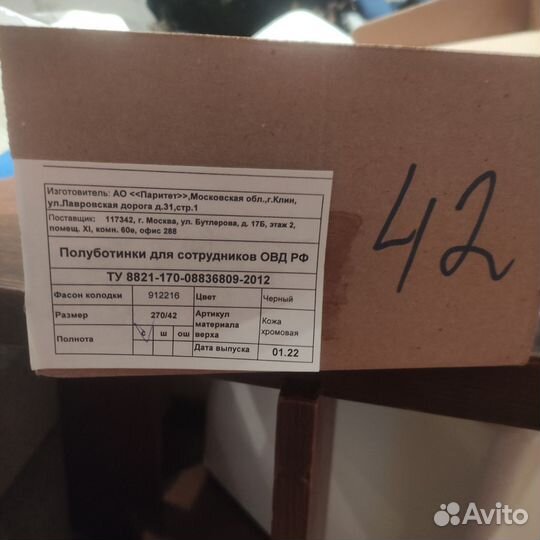 Изготовитель: АО <<Паритет>>,Московская обл.,г.Клин,
ул.Лавровская дорога д.31,стр.1
Поставщик: 117342, г. Москва, ул. Бутлерова, д. 17Б, этаж 2,
помещ. XI, комн. 60е, офис 288
Полуботинки для сотрудников ОВД РФ
ТУ 8821-170-08836809-2012
Фасон колодки 912216 Цвет Черный
Размер 270/42 Артикул материала верха Кожа хромовая
Полнота с ш ош
Дата выпуска 01.22
42
Avito